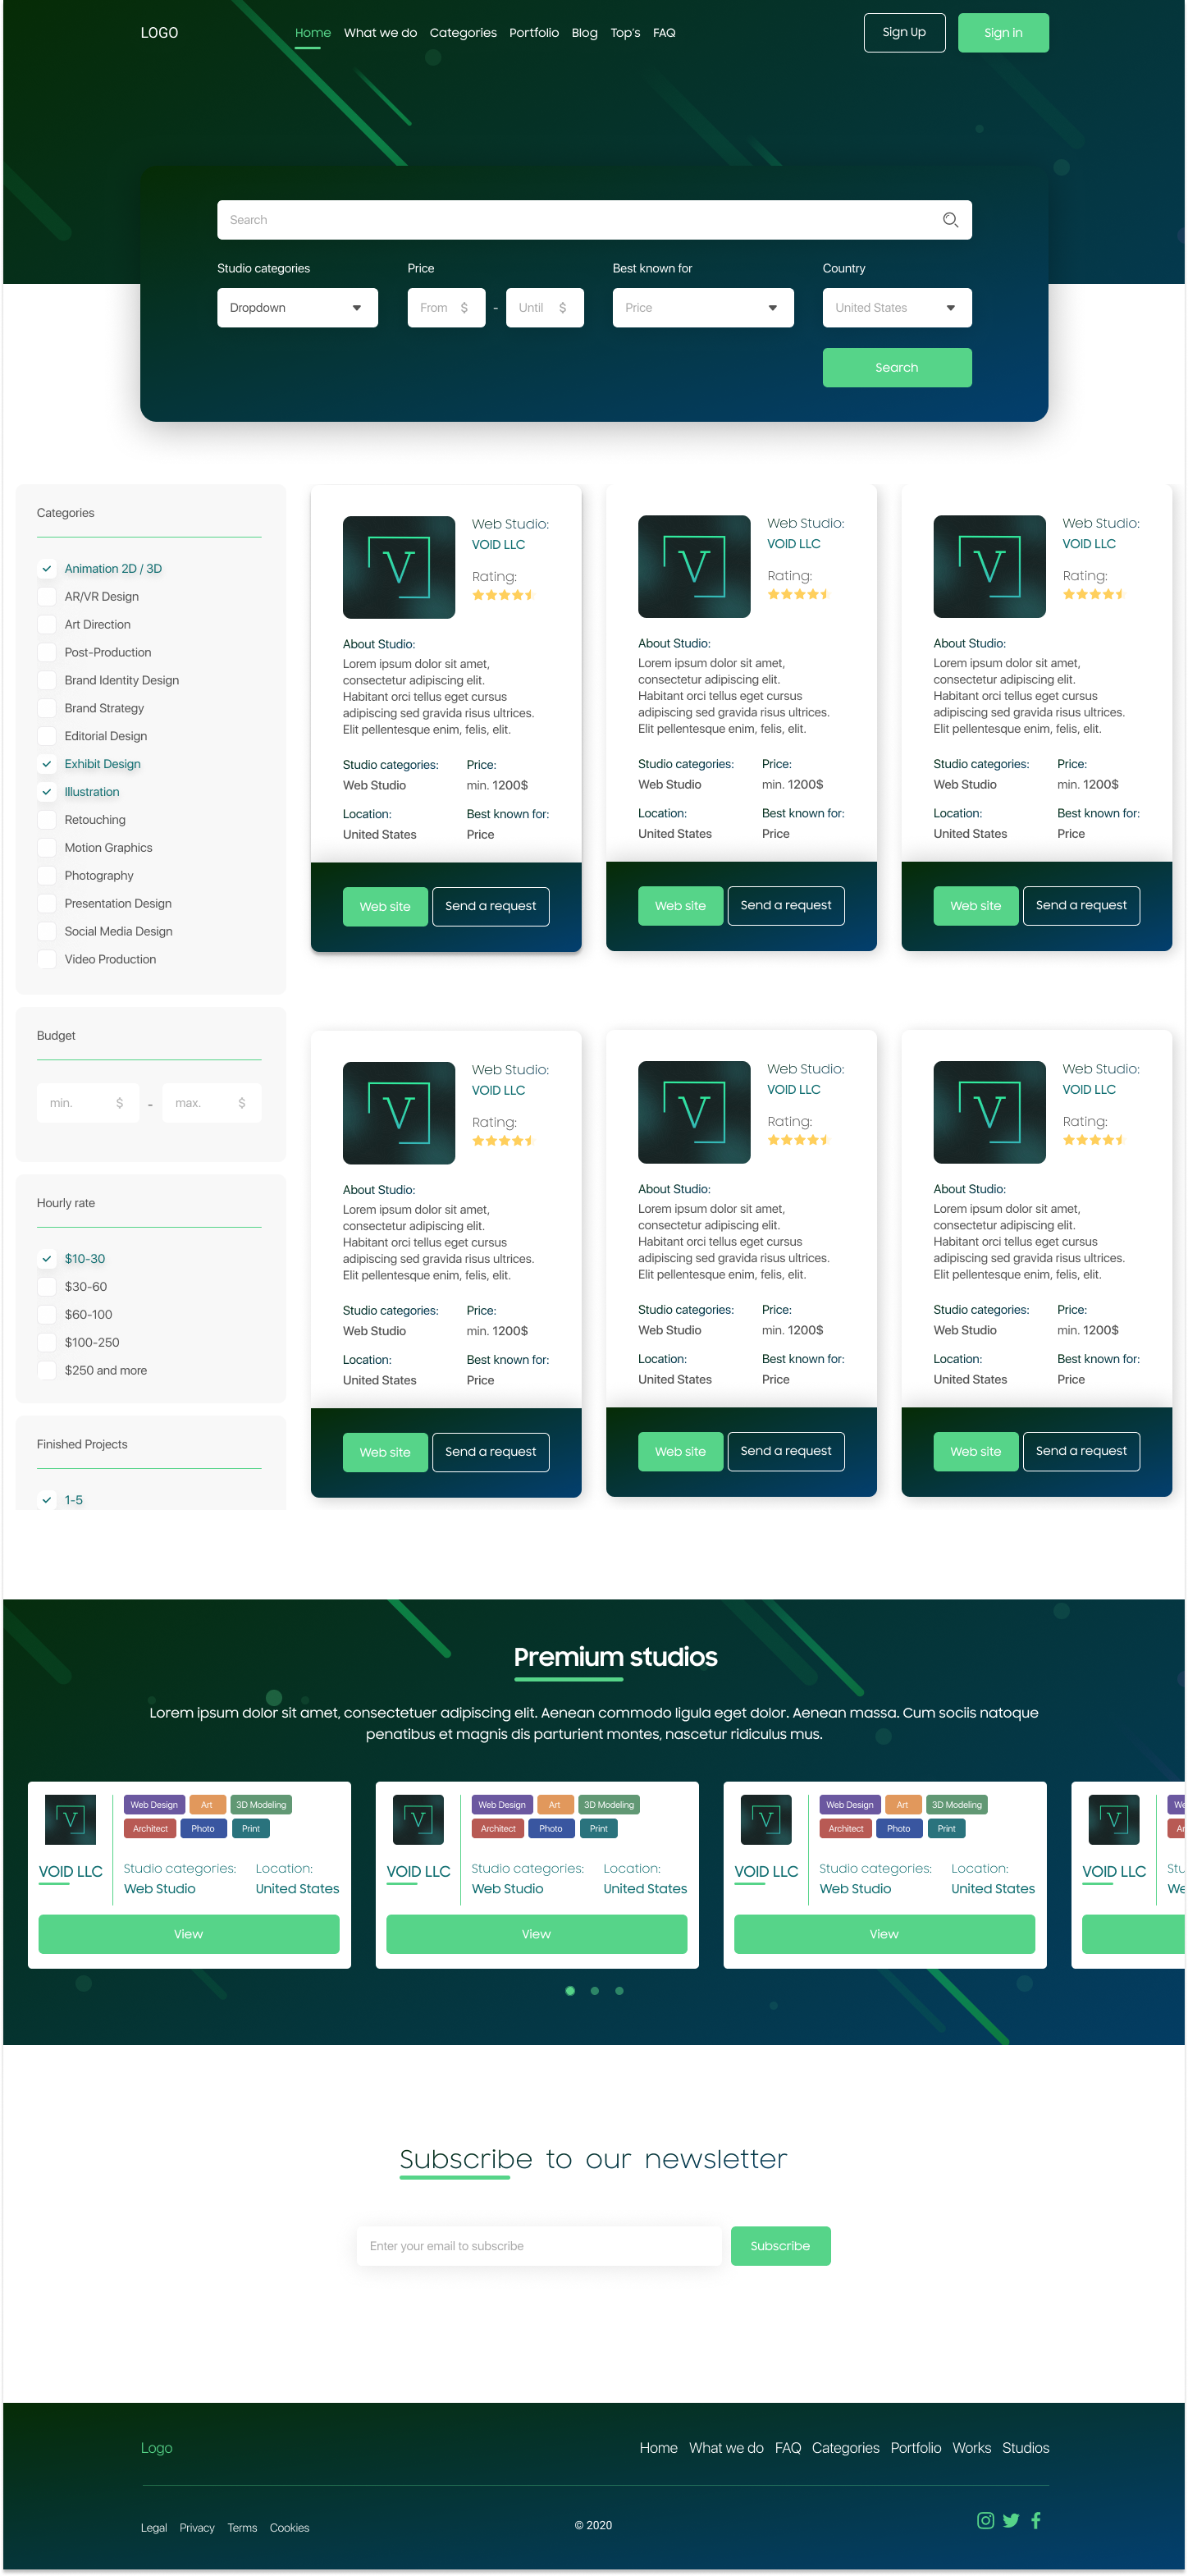 LOGO
Home What we do Categories Portfolio Blog Top's FAQ
Sign Up Sign in
Search
Studio categories Price Best known for Country
Dropdown From $ - Until $ Price United States
Search
Categories
Animation 2D / 3D
AR/VR Design
Art Direction
Post-Production
Brand Identity Design
Brand Strategy
Editorial Design
Exhibit Design
Illustration
Retouching
Motion Graphics
Photography
Presentation Design
Social Media Design
Video Production
Budget
min. $ - max. $
Hourly rate
$10-30
$30-60
$60-100
$100-250
$250 and more
Finished Projects
1-5
V
Web Studio:
VOID LLC
Rating:
About Studio:
Lorem ipsum dolor sit amet,
consectetur adipiscing elit.
Habitant orci tellus eget cursus
adipiscing sed gravida risus ultrices.
Elit pellentesque enim, felis, elit.
Studio categories: Price:
Web Studio min. 1200$
Location: Best known for:
United States Price
Web site Send a request
V
Web Studio:
VOID LLC
Rating:
About Studio:
Lorem ipsum dolor sit amet,
consectetur adipiscing elit.
Habitant orci tellus eget cursus
adipiscing sed gravida risus ultrices.
Elit pellentesque enim, felis, elit.
Studio categories: Price:
Web Studio min. 1200$
Location: Best known for:
United States Price
Web site Send a request
V
Web Studio:
VOID LLC
Rating:
About Studio:
Lorem ipsum dolor sit amet,
consectetur adipiscing elit.
Habitant orci tellus eget cursus
adipiscing sed gravida risus ultrices.
Elit pellentesque enim, felis, elit.
Studio categories: Price:
Web Studio min. 1200$
Location: Best known for:
United States Price
Web site Send a request
V
Web Studio:
VOID LLC
Rating:
About Studio:
Lorem ipsum dolor sit amet,
consectetur adipiscing elit.
Habitant orci tellus eget cursus
adipiscing sed gravida risus ultrices.
Elit pellentesque enim, felis, elit.
Studio categories: Price:
Web Studio min. 1200$
Location: Best known for:
United States Price
Web site Send a request
V
Web Studio:
VOID LLC
Rating:
About Studio:
Lorem ipsum dolor sit amet,
consectetur adipiscing elit.
Habitant orci tellus eget cursus
adipiscing sed gravida risus ultrices.
Elit pellentesque enim, felis, elit.
Studio categories: Price:
Web Studio min. 1200$
Location: Best known for:
United States Price
Web site Send a request
V
Web Studio:
VOID LLC
Rating:
About Studio:
Lorem ipsum dolor sit amet,
consectetur adipiscing elit.
Habitant orci tellus eget cursus
adipiscing sed gravida risus ultrices.
Elit pellentesque enim, felis, elit.
Studio categories: Price:
Web Studio min. 1200$
Location: Best known for:
United States Price
Web site Send a request
Premium studios
Lorem ipsum dolor sit amet, consectetuer adipiscing elit. Aenean commodo ligula eget dolor. Aenean massa. Cum sociis natoque
penatibus et magnis dis parturient montes, nascetur ridiculus mus.
V
VOID LLC
Web Design Art 3D Modeling
Architect Photo Print
Studio categories: Location:
Web Studio United States
View
V
VOID LLC
Web Design Art 3D Modeling
Architect Photo Print
Studio categories: Location:
Web Studio United States
View
V
VOID LLC
Web Design Art 3D Modeling
Architect Photo Print
Studio categories: Location:
Web Studio United States
View
V
VOID LLC
We
Ar
Stu
We
Subscribe to our newsletter
Enter your email to subscribe Subscribe
Logo
Home What we do FAQ Categories Portfolio Works Studios
Legal Privacy Terms Cookies
© 2020